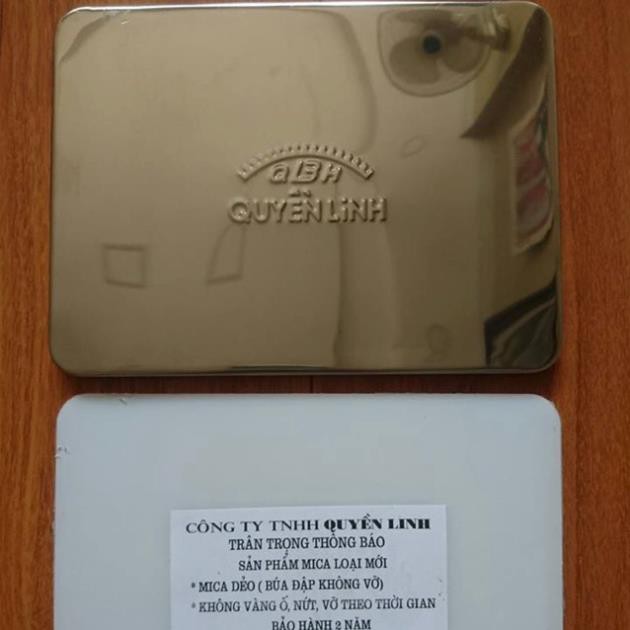 QBH
QUYỀN LiNH
CÔNG TY TNHH QUYỀN LINH
TRÂN TRỌNG THÔNG BÁO
SẢN PHẨM MICA LOẠI MỚI
* MICA DẺO ( BÚA ĐẬP KHÔNG VỠ)
* KHÔNG VÀNG Ố, NỨT, VỠ THEO THỜI GIAN
BẢO HÀNH 2 NĂM